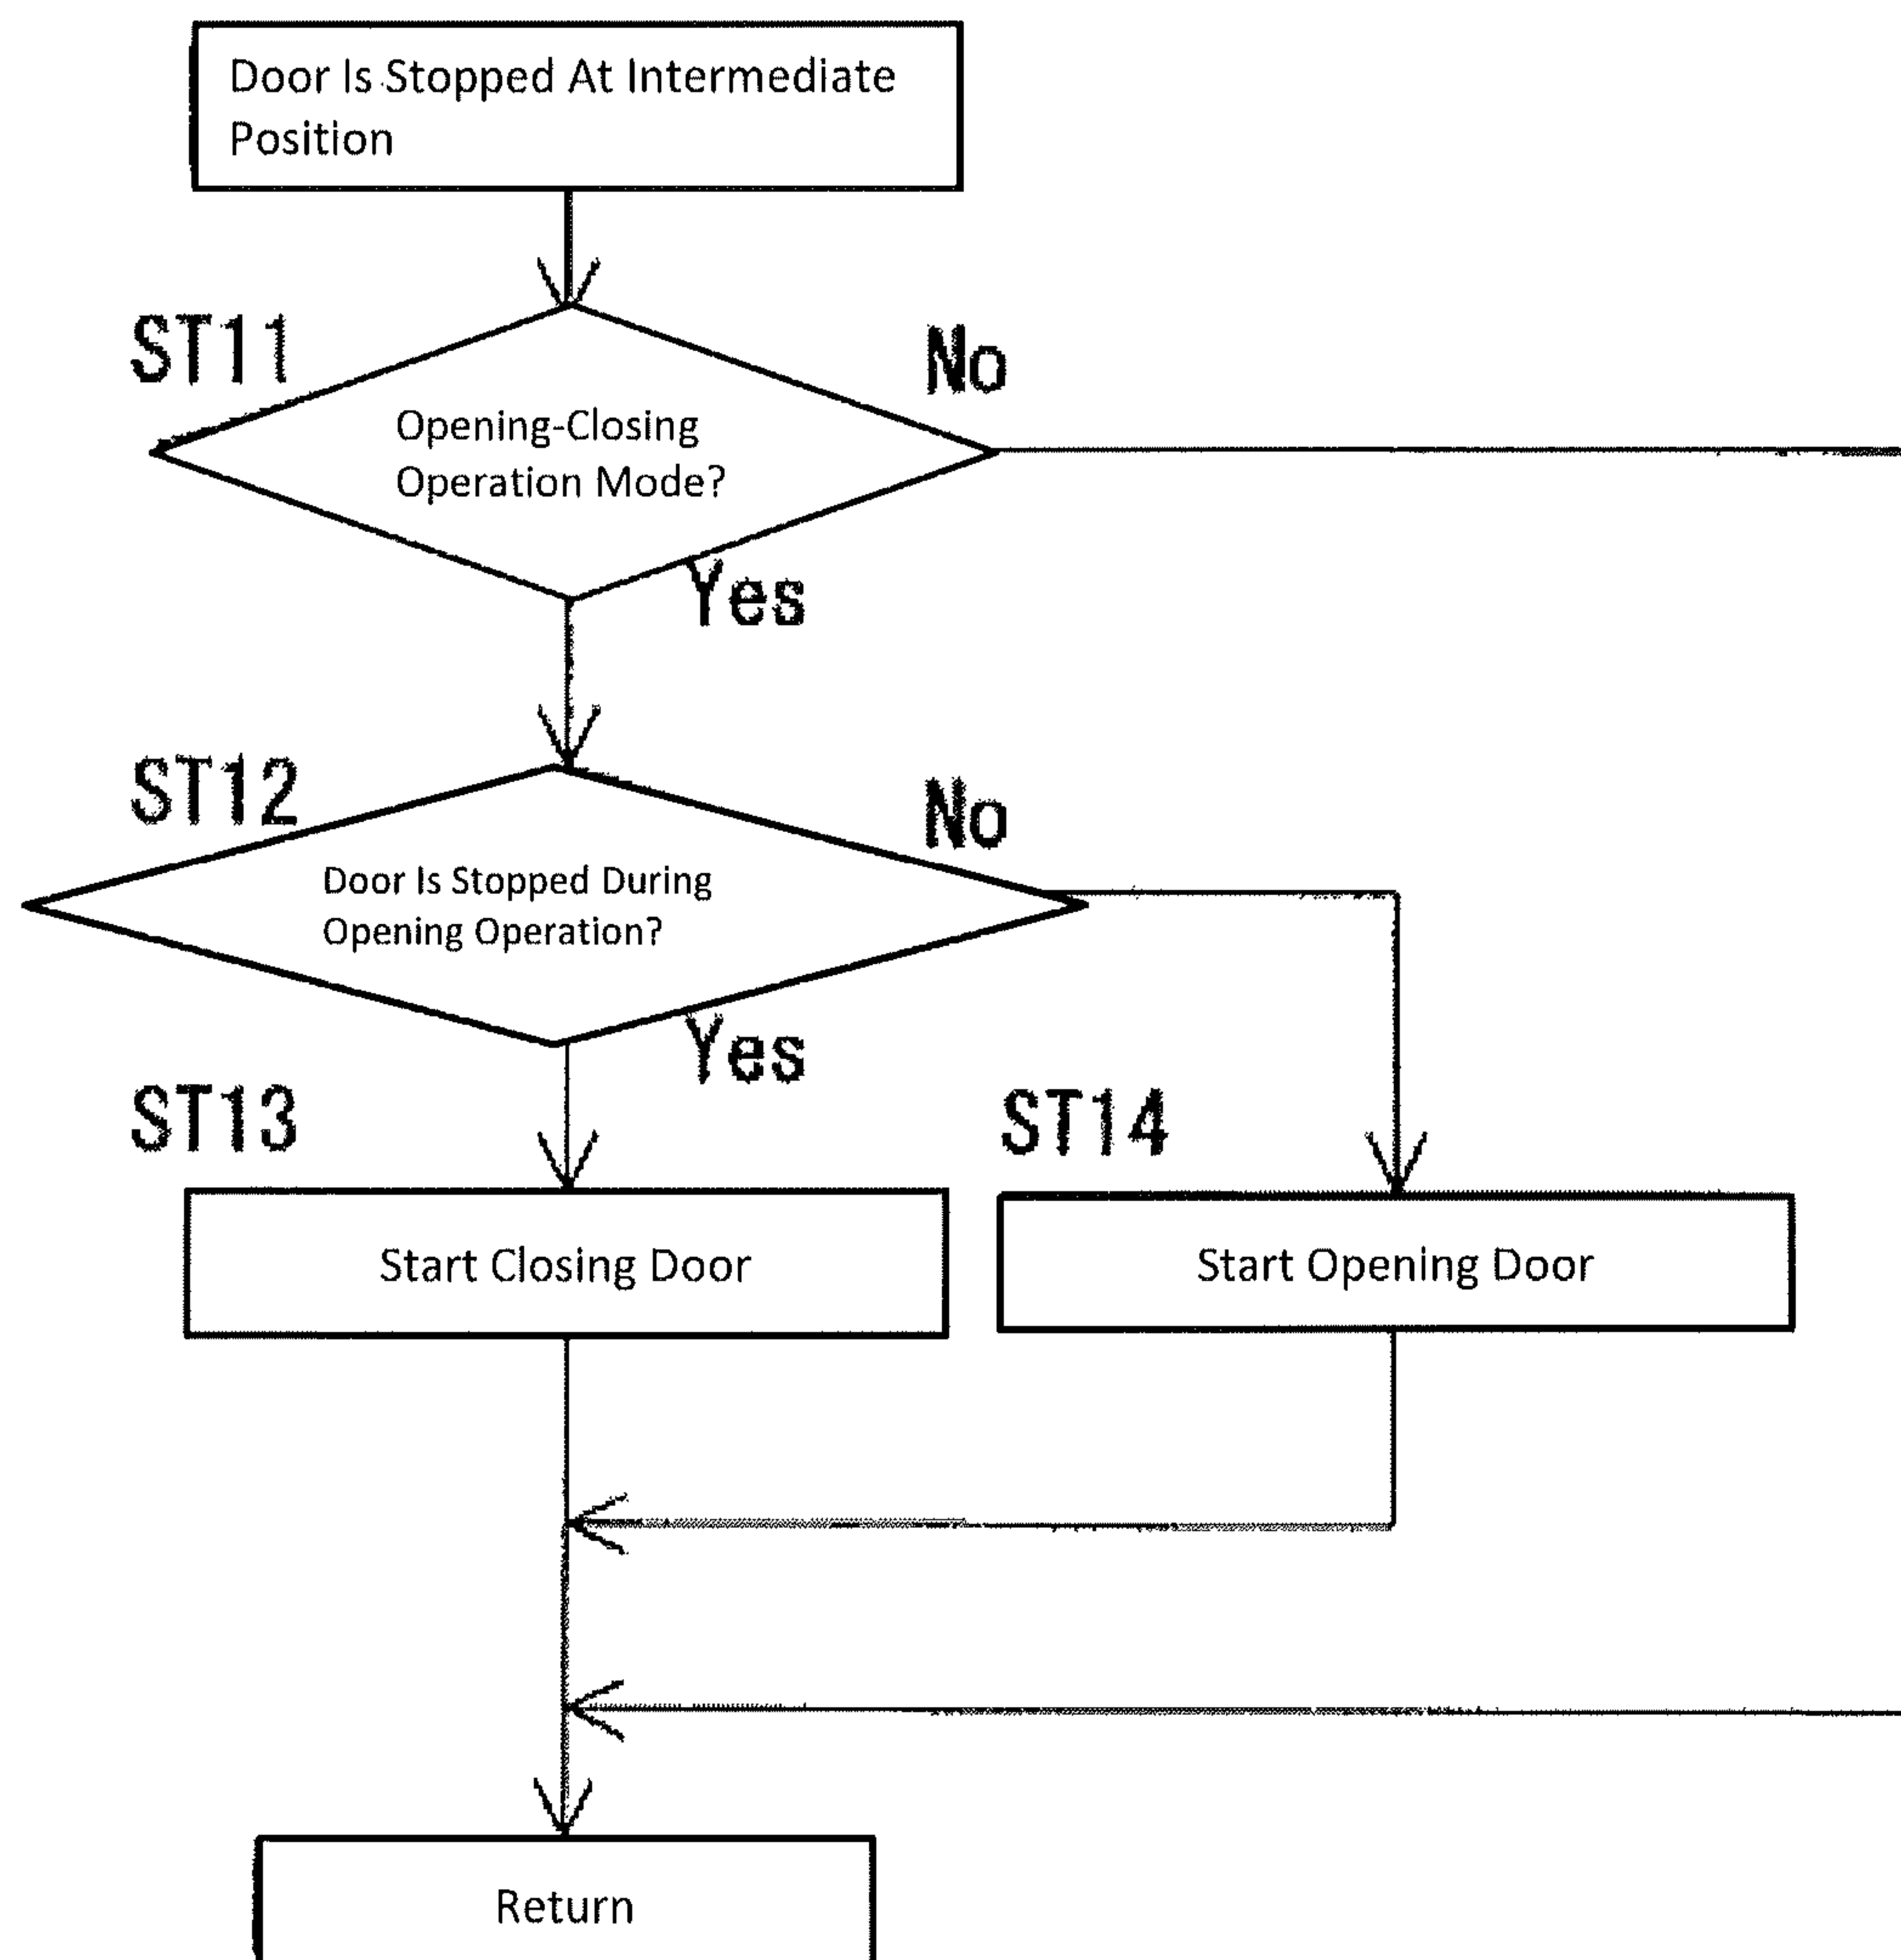 Door Is Stopped At Intermediate
Position
ST11
No
Opening-Closing
Operation Mode?
Yes
ST12
No
Door Is Stopped During
Opening Operation?
Yes
ST13
ST14
Start Closing Door
Start Opening Door
Return